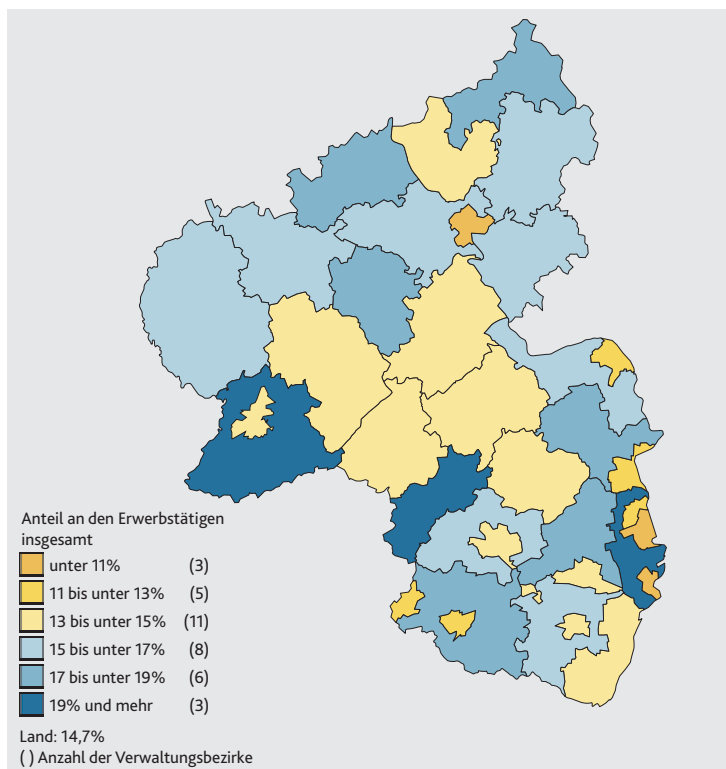 Anteil an den Erwerbstätigen
insgesamt
unter 11% (3)
11 bis unter 13% (5)
13 bis unter 15% (11)
15 bis unter 17% (8)
17 bis unter 19% (6)
19% und mehr (3)
Land: 14,7%
( ) Anzahl der Verwaltungsbezirke